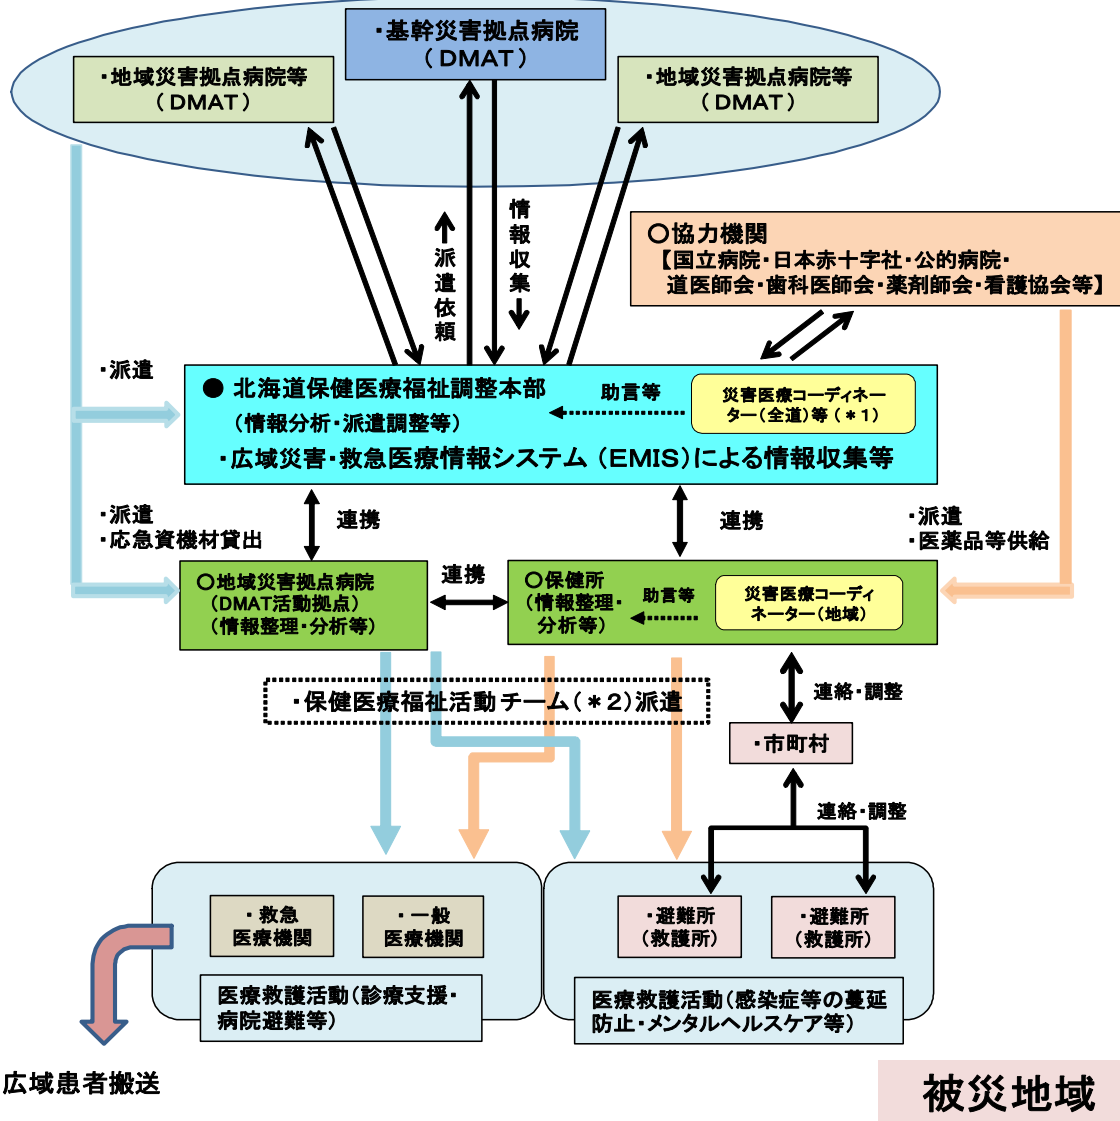 ・基幹災害拠点病院
（DMAT）
・地域災害拠点病院等
（DMAT）
・地域災害拠点病院等
（DMAT）
↑派遣依頼
情報収集↓
○協力機関
【国立病院・日本赤十字社・公的病院・
道医師会・歯科医師会・薬剤師会・看護協会等】
・派遣
● 北海道保健医療福祉調整本部
（情報分析・派遣調整等）
助言等
災害医療コーディネー
ター（全道）等（＊1）
・広域災害・救急医療情報システム（EMIS）による情報収集等
・派遣
・応急資機材貸出
連携
連携
・派遣
・医薬品等供給
○地域災害拠点病院
（DMAT活動拠点）
（情報整理・分析等）
連携
○保健所
（情報整理・
分析等）
助言等
災害医療コーディ
ネーター（地域）
・保健医療福祉活動チーム（＊2）派遣
連絡・調整
・市町村
連絡・調整
・救急
医療機関
・一般
医療機関
・避難所
（救護所）
・避難所
（救護所）
医療救護活動（診療支援・
病院避難等）
医療救護活動（感染症等の蔓延
防止・メンタルヘルスケア等）
広域患者搬送
被災地域